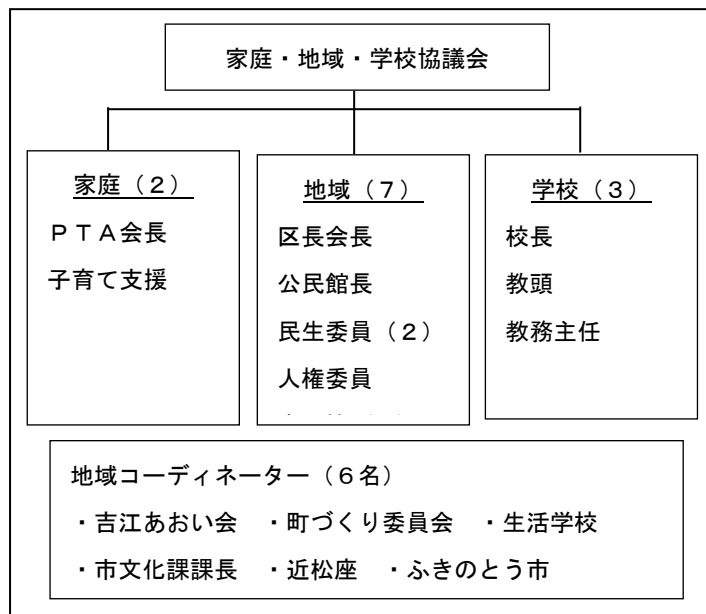 家庭・地域・学校協議会
家庭（２）
ＰＴＡ会長
子育て支援
地域（７）
区長会長
公民館長
民生委員（２）
人権委員
学校（３）
校長
教頭
教務主任
地域コーディネーター（６名）
・吉江あおい会　・町づくり委員会　・生活学校
・市文化課課長　・近松座　・ふきのとう市